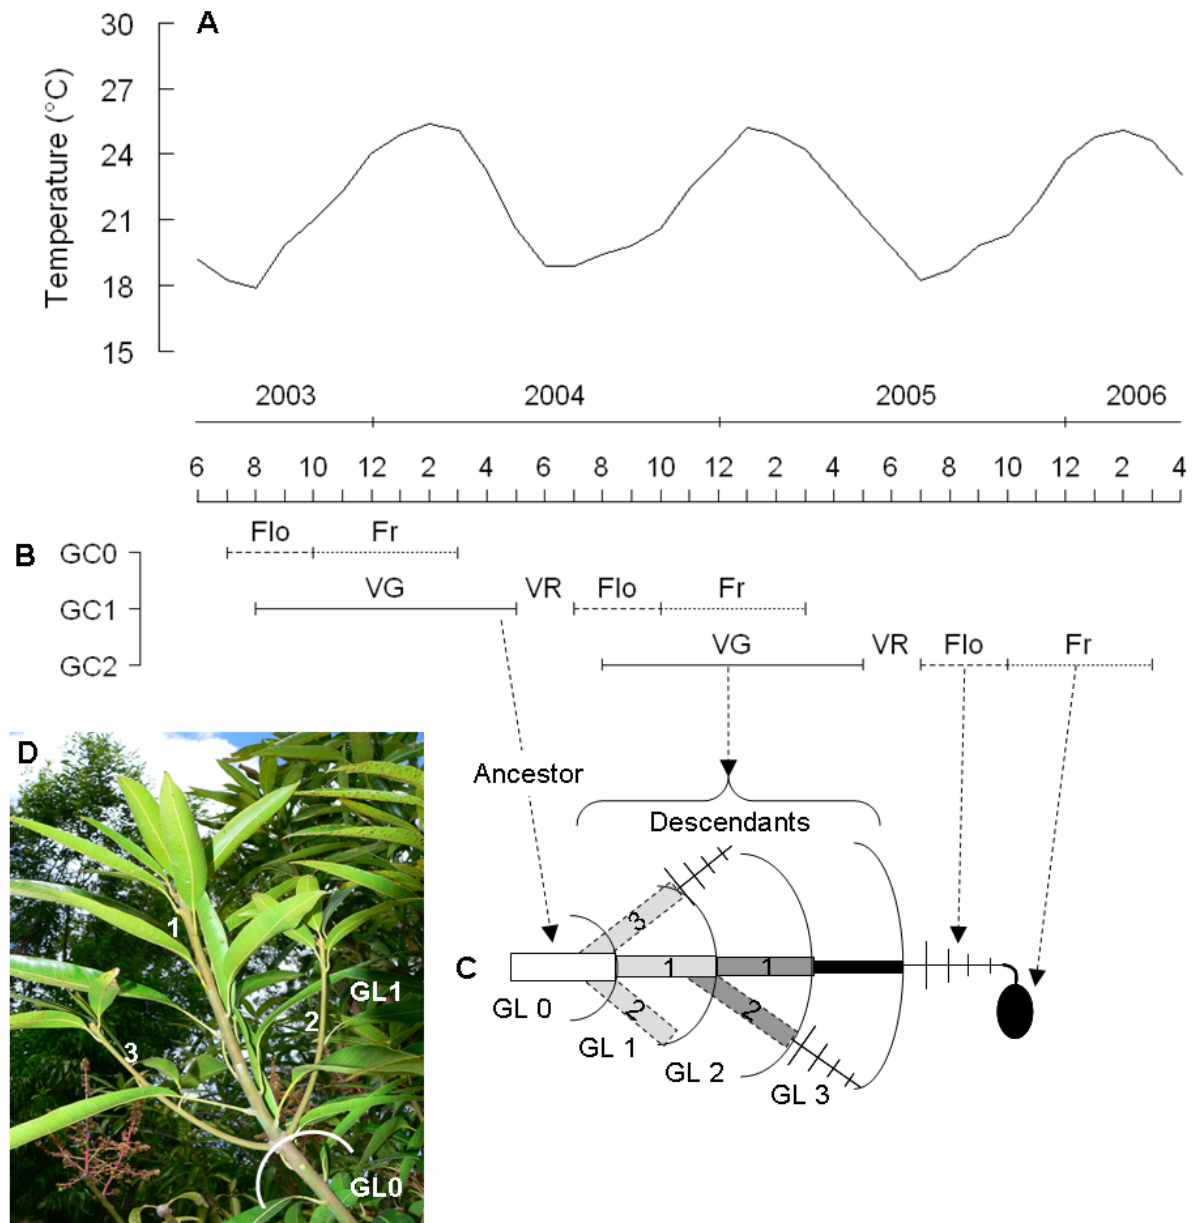 A
30
27
24
21
18
15
Temperature (°C)
2003 2004 2005 2006
6 8 10 12 2 4 6 8 10 12 2 4 6 8 10 12 2 4
B
Flo Fr
GC0
VG VR Flo Fr
GC1
VG VR Flo Fr
GC2
D
Ancestor
Descendants
C
3
1 1
2 2
GL 0
GL 1
GL 2
GL 3
1
GL1
2
3
GL0